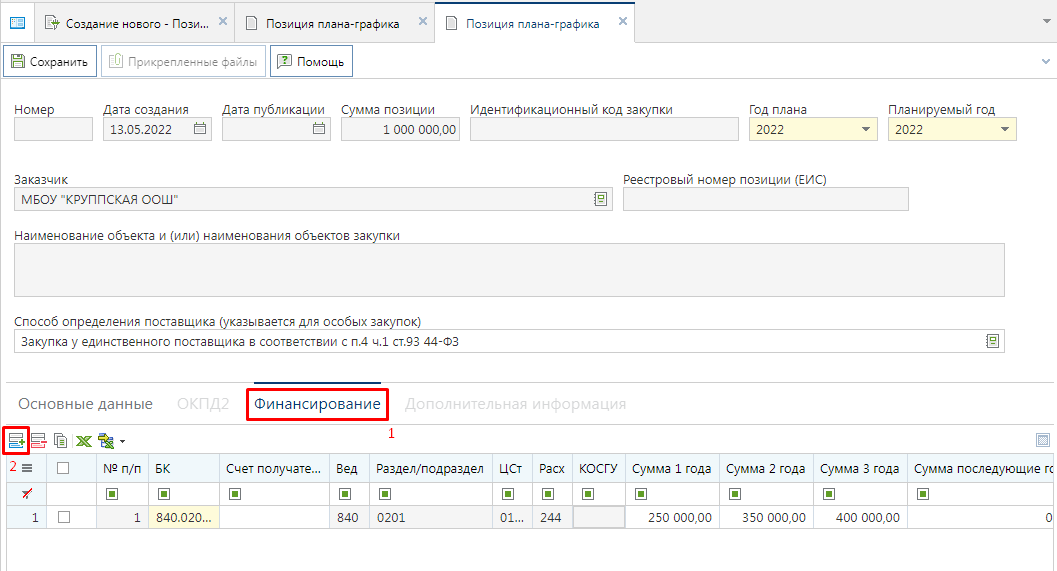 Создание нового - Пози... Позиция плана-графика Позиция плана-графика
Сохранить Прикрепленные файлы Помощь
Номер Дата создания Дата публикации Сумма позиции Идентификационный код закупки Год плана Планируемый год
13.05.2022 1 000 000,00 2022 2022
Заказчик Реестровый номер позиции (ЕИС)
МБОУ "КРУППСКАЯ ООШ"
Наименование объекта и (или) наименования объектов закупки
Способ определения поставщика (указывается для особых закупок)
Закупка у единственного поставщика в соответствии с п.4 ч.1 ст.93 44-ФЗ
Основные данные ОКПД2 Финансирование Дополнительная информация
1
2 № п/п БК Счет получате... Вед Раздел/подраздел ЦСт Расх КОСГУ Сумма 1 года Сумма 2 года Сумма 3 года Сумма последующие го
1 1 840.020... 840 0201 01... 244 250 000,00 350 000,00 400 000,00 0